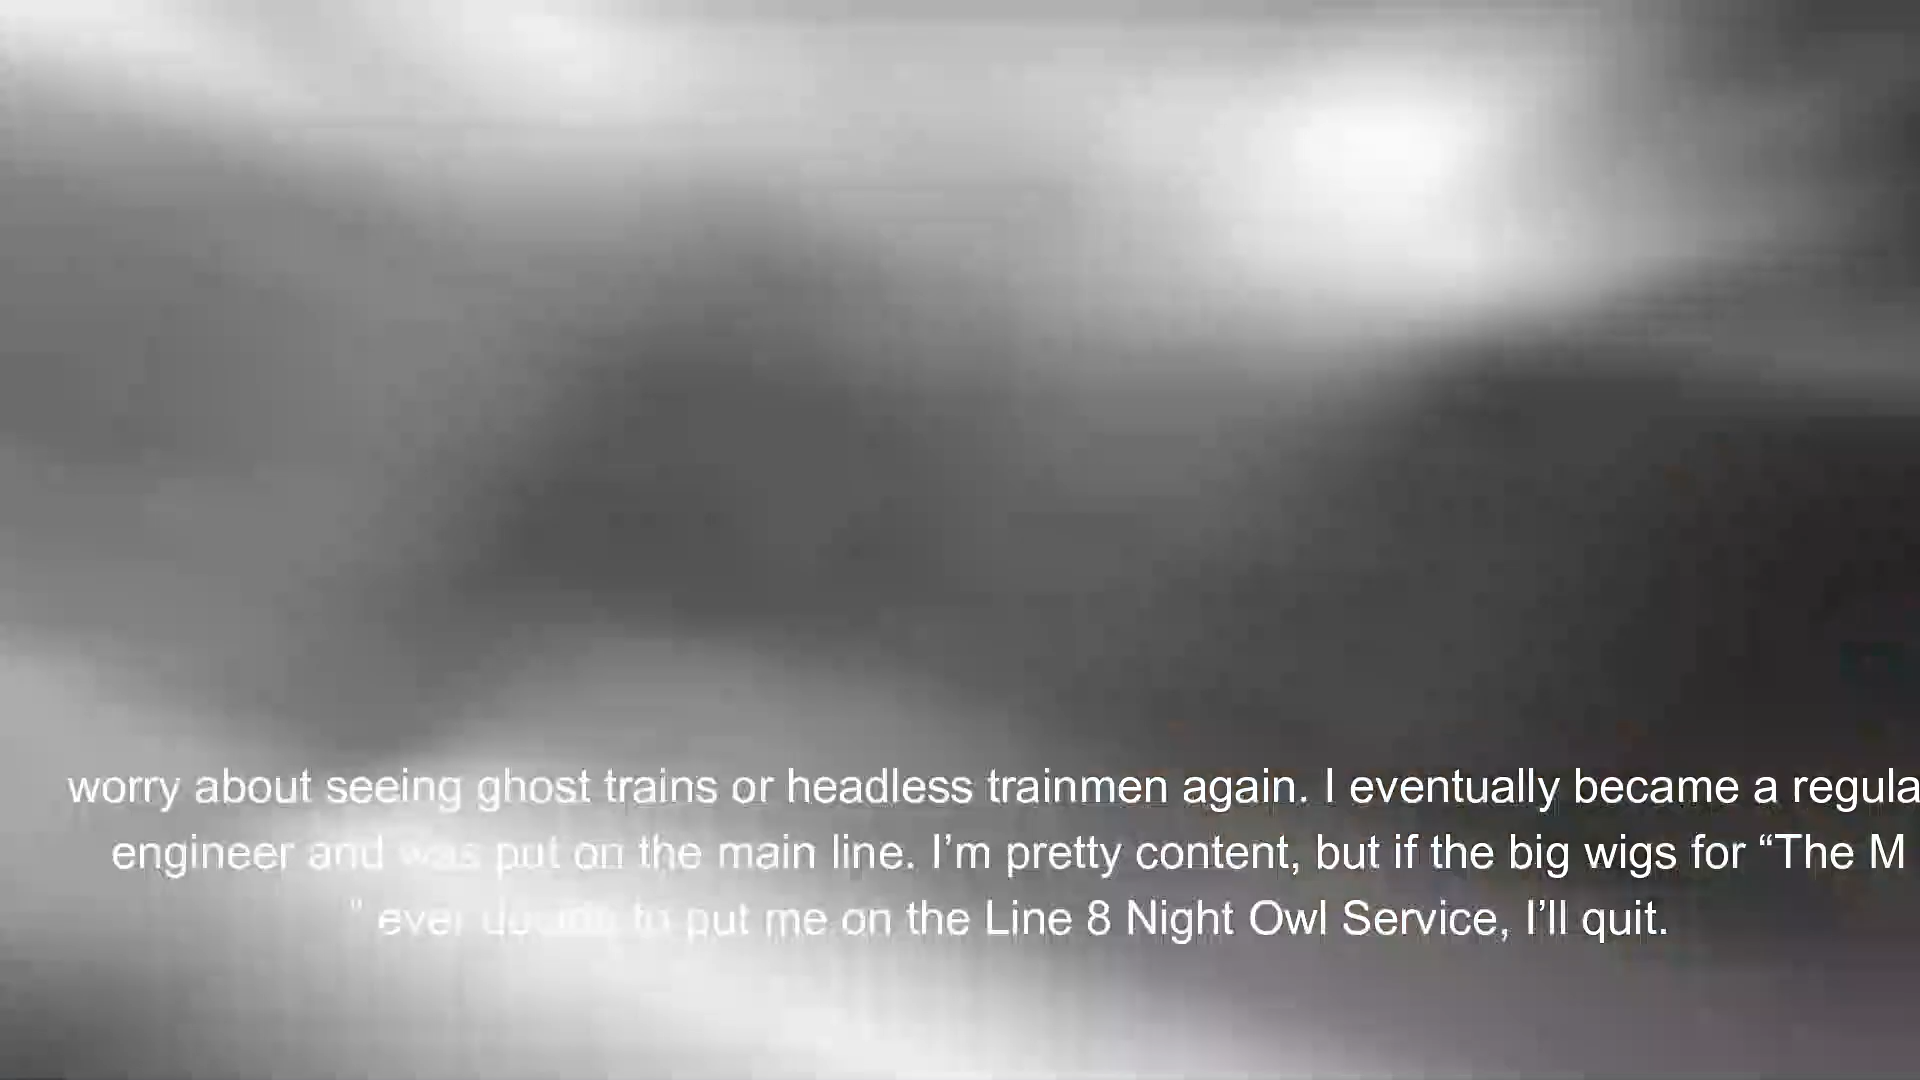 worry about seeing ghost trains or headless trainmen again. I eventually became a regula
engineer and was put on the main line. I’m pretty content, but if the big wigs for “The M
” ever decide to put me on the Line 8 Night Owl Service, I’ll quit.